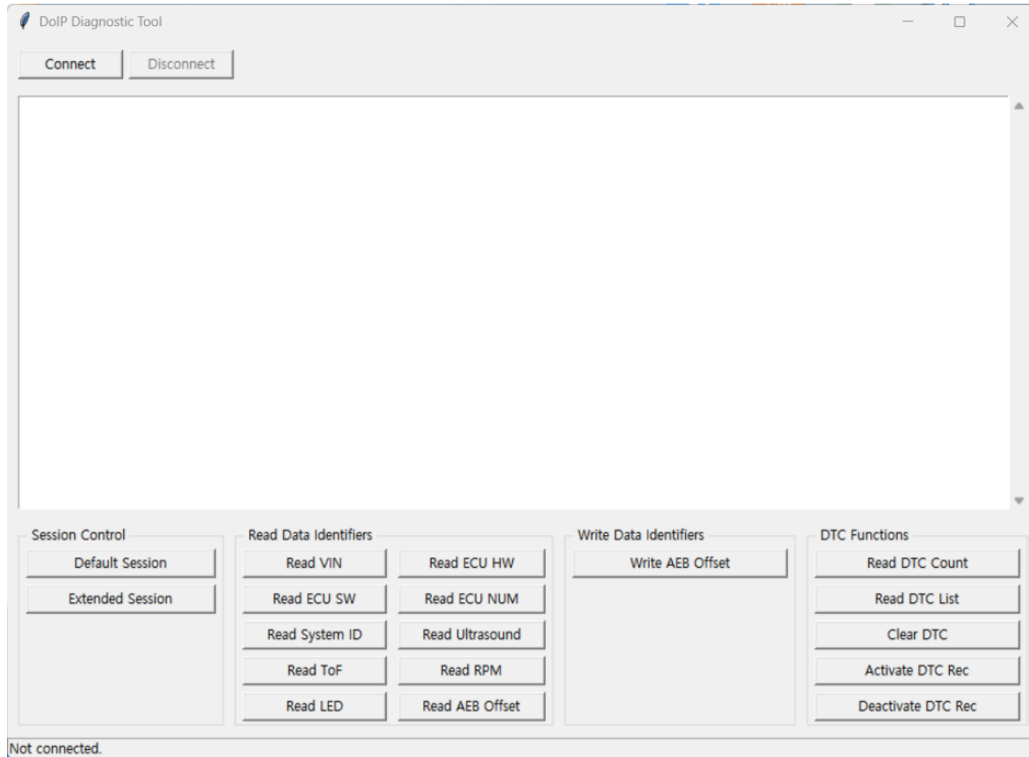 DoIP Diagnostic Tool
Connect Disconnect
Session Control
Default Session
Extended Session
Read Data Identifiers
Read VIN Read ECU HW
Read ECU SW Read ECU NUM
Read System ID Read Ultrasound
Read ToF Read RPM
Read LED Read AEB Offset
Write Data Identifiers
Write AEB Offset
DTC Functions
Read DTC Count
Read DTC List
Clear DTC
Activate DTC Rec
Deactivate DTC Rec
Not connected.